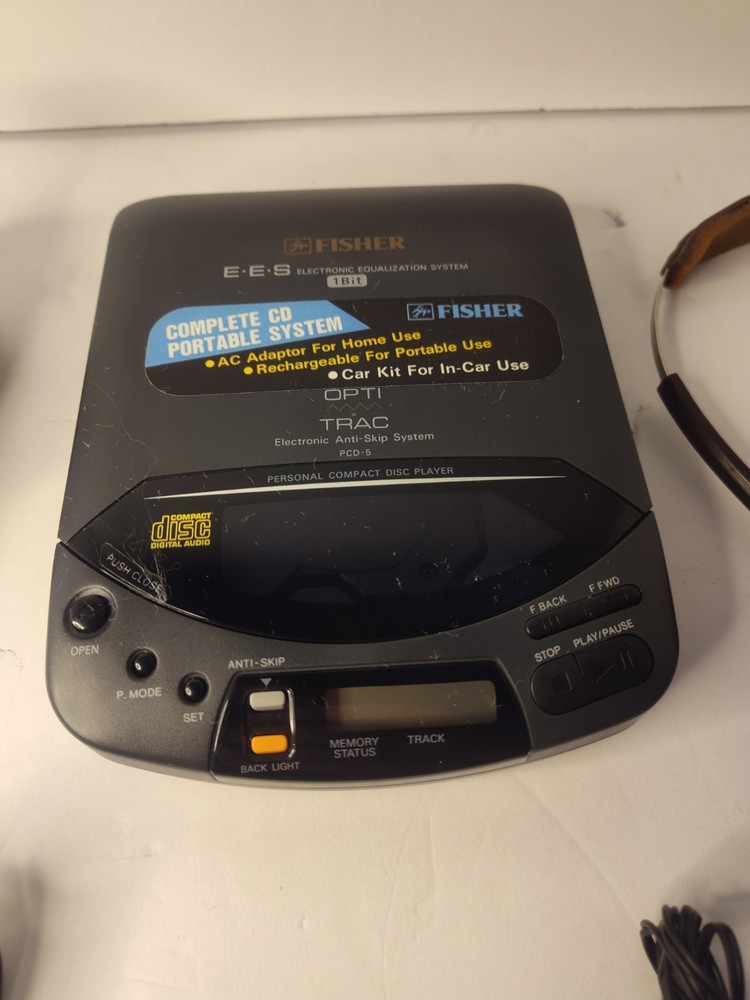 FISHER
E·E·S ELECTRONIC EQUALIZATION SYSTEM
1Bit
COMPLETE CD
PORTABLE SYSTEM
FISHER
● AC Adaptor For Home Use
● Rechargeable For Portable Use
● Car Kit For In-Car Use
OPTI
TRAC
Electronic Anti-Skip System
PCD-5
PERSONAL COMPACT DISC PLAYER
COMPACT
disc
DIGITAL AUDIO
PUSH CLOSE
OPEN
P. MODE
SET
ANTI-SKIP
BACK LIGHT
MEMORY
STATUS
TRACK
F.BACK
F.FWD
STOP
PLAY/PAUSE